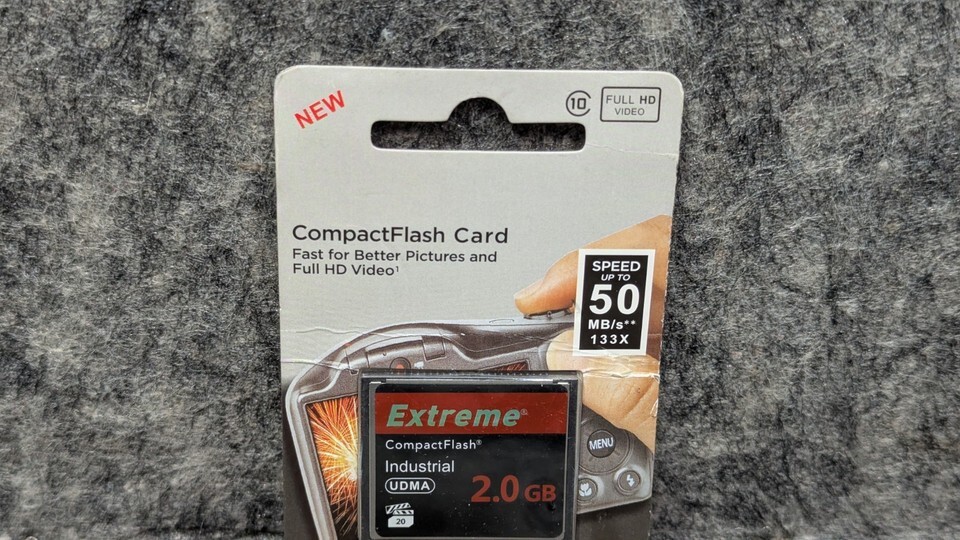 NEW
10
FULL HD
VIDEO
CompactFlash Card
Fast for Better Pictures and
Full HD Video¹
SPEED
UP TO
50
MB/s**
133X
Extreme®
CompactFlash®
Industrial
UDMA
2.0 GB
20
MENU